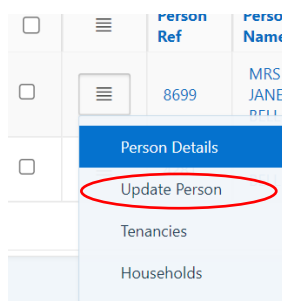 Person
Ref
Perso
Name
8699
MRS
JANE
Person Details
Update Person
Tenancies
Households